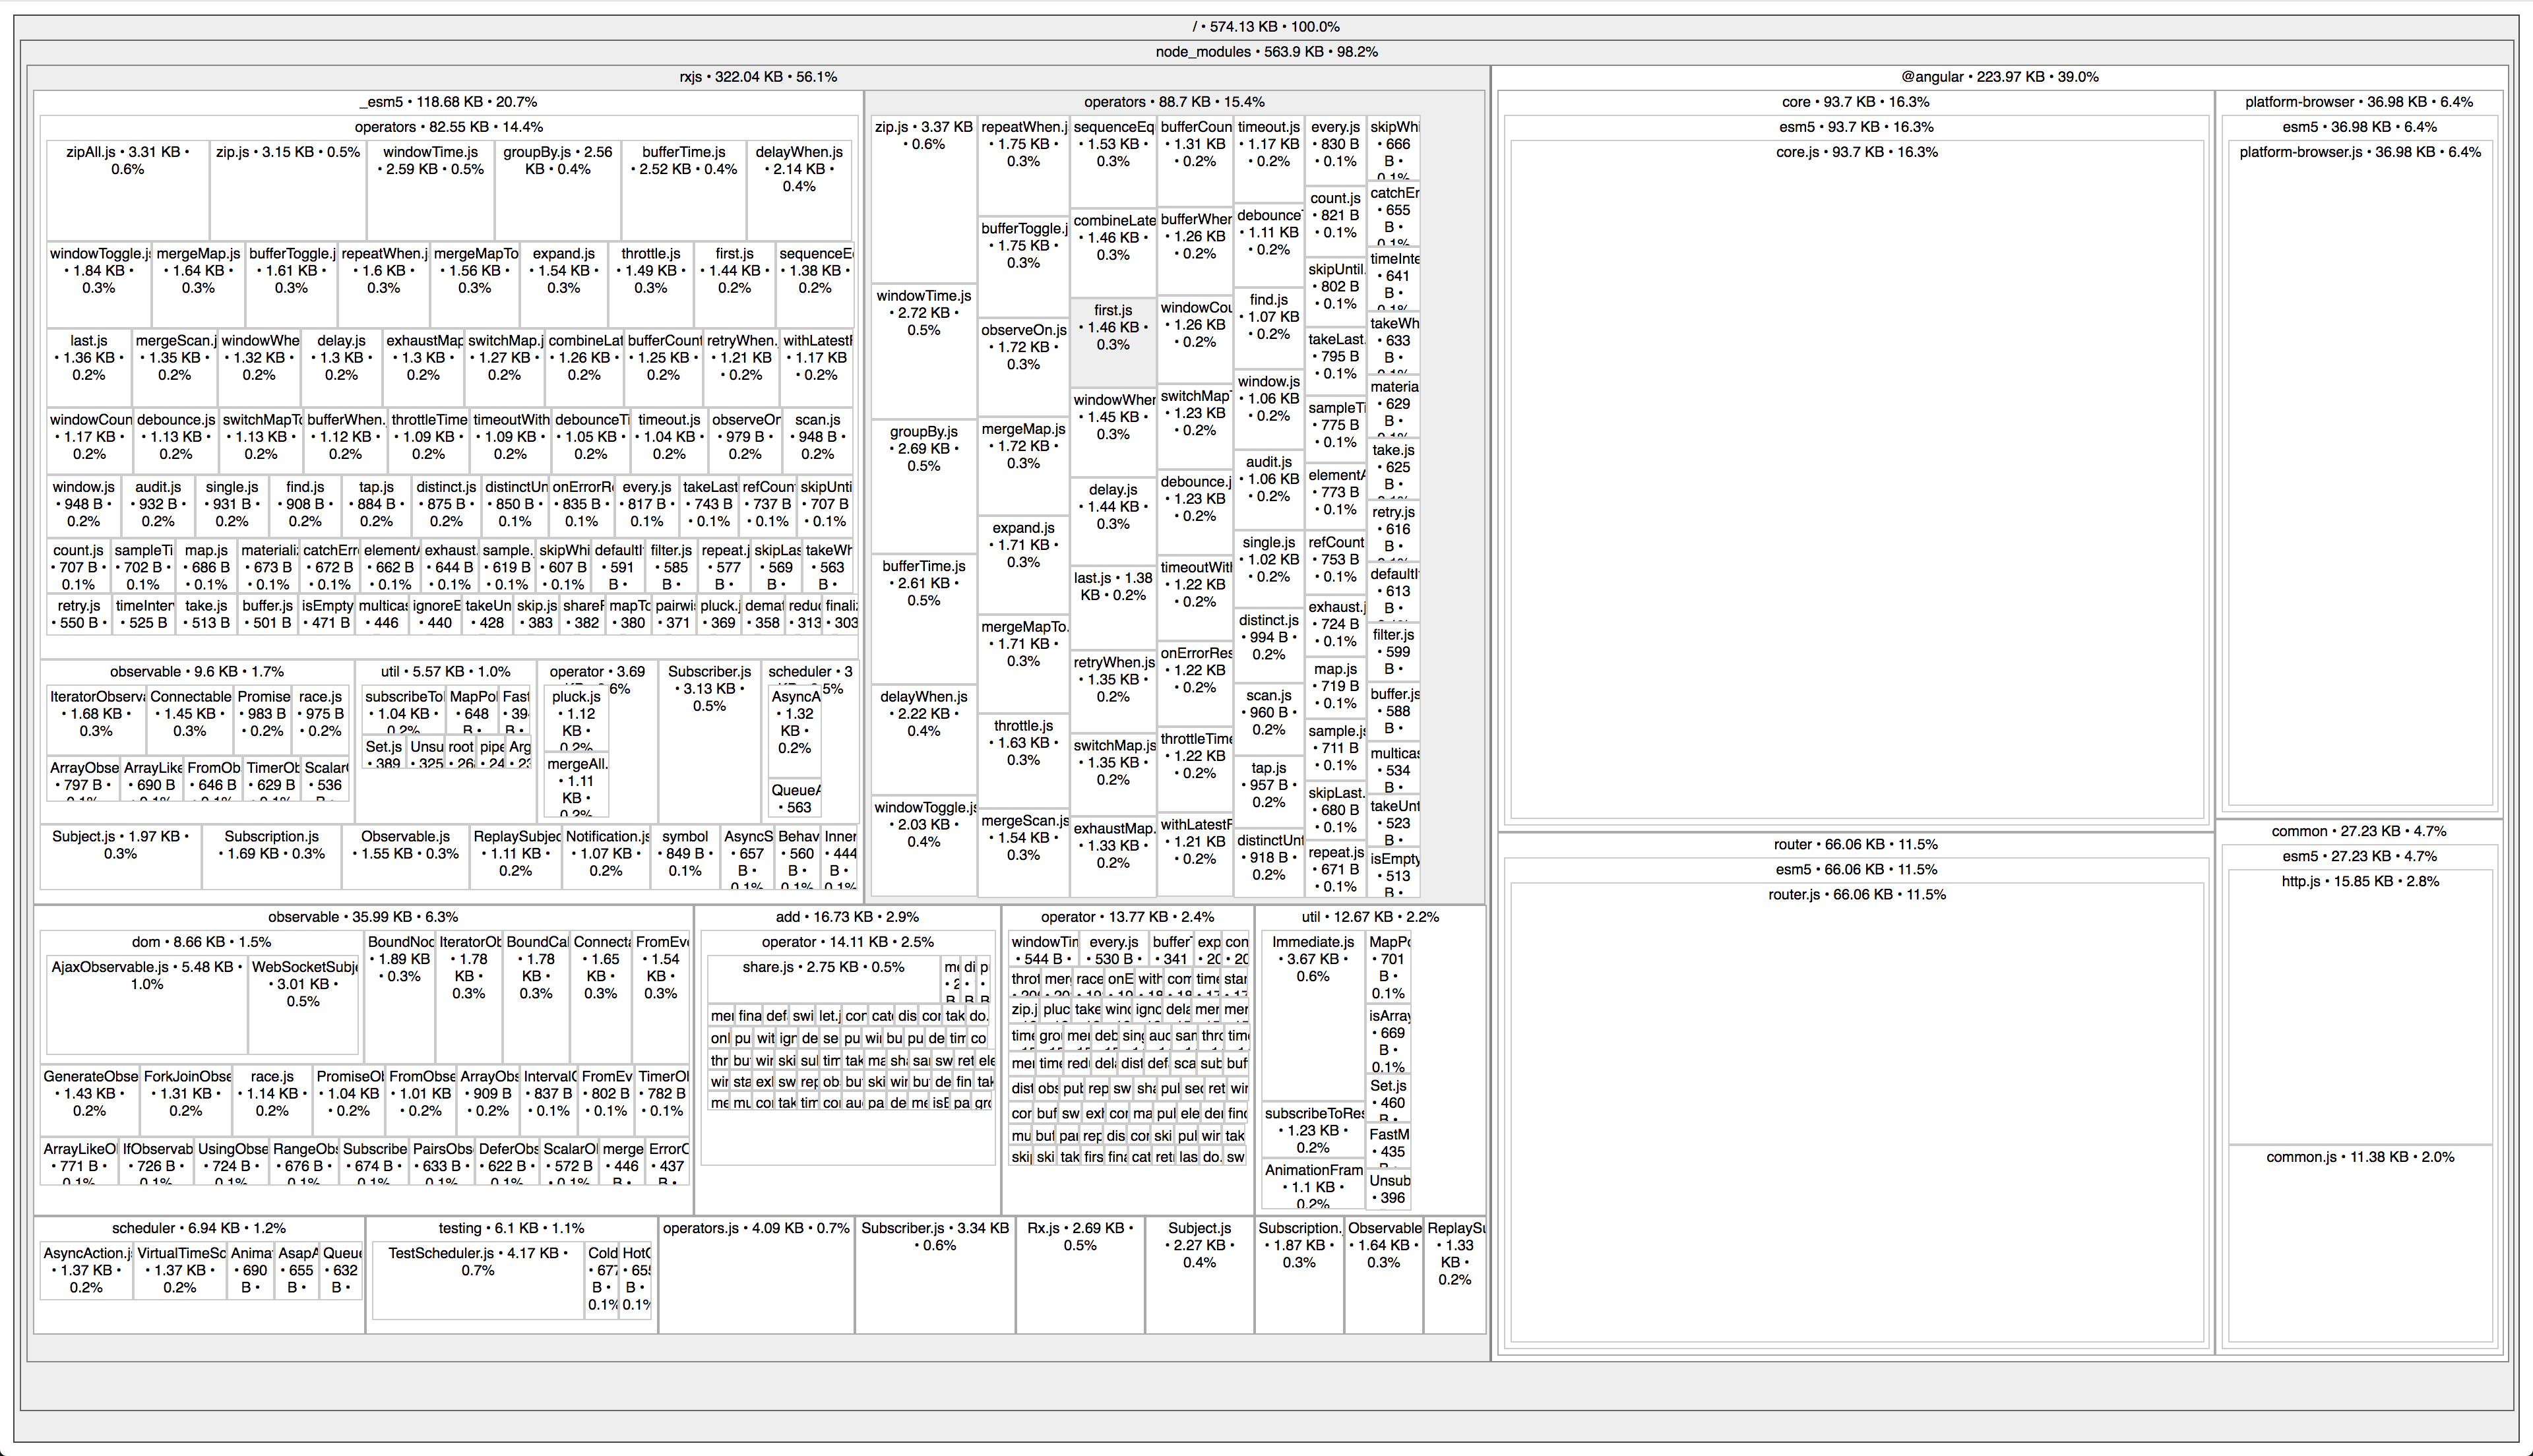 / • 574.13 KB • 100.0%
node_modules • 563.9 KB • 98.2%
rxjs • 322.04 KB • 56.1%
_esm5 • 118.68 KB • 20.7%
operators • 82.55 KB • 14.4%
zipAll.js • 3.31 KB •
0.6%
zip.js • 3.15 KB • 0.5%
windowTime.js
• 2.59 KB • 0.5%
groupBy.js • 2.56
KB • 0.4%
bufferTime.js
• 2.52 KB • 0.4%
delayWhen.js
• 2.14 KB •
0.4%
windowToggle.js
• 1.84 KB •
0.3%
mergeMap.js
• 1.64 KB •
0.3%
bufferToggle.j
• 1.61 KB •
0.3%
repeatWhen.j
• 1.6 KB •
0.3%
mergeMapTo
• 1.56 KB •
0.3%
expand.js
• 1.54 KB •
0.3%
throttle.js
• 1.49 KB •
0.3%
first.js
• 1.44 KB •
0.2%
sequenceE
• 1.38 KB •
0.2%
last.js
• 1.36 KB •
0.2%
mergeScan.j
• 1.35 KB •
0.2%
windowWhe
• 1.32 KB •
0.2%
delay.js
• 1.3 KB •
0.2%
exhaustMap
• 1.3 KB •
0.2%
switchMap.j
• 1.27 KB •
0.2%
combineLat
• 1.26 KB •
0.2%
bufferCount
• 1.25 KB •
0.2%
retryWhen.
• 1.21 KB
• 0.2%
withLatestF
• 1.17 KB
• 0.2%
windowCoun
• 1.17 KB •
0.2%
debounce.js
• 1.13 KB •
0.2%
switchMapTo
• 1.13 KB •
0.2%
bufferWhen.
• 1.12 KB •
0.2%
throttleTime
• 1.09 KB •
0.2%
timeoutWith
• 1.09 KB •
0.2%
debounceTi
• 1.05 KB •
0.2%
timeout.js
• 1.04 KB •
0.2%
observeOn
• 979 B •
0.2%
scan.js
• 948 B •
0.2%
window.js
• 948 B •
0.2%
audit.js
• 932 B •
0.2%
single.js
• 931 B •
0.2%
find.js
• 908 B •
0.2%
tap.js
• 884 B •
0.2%
distinct.js
• 875 B •
0.2%
distinctUn
• 850 B •
0.1%
onErrorR
• 835 B •
0.1%
every.js
• 817 B •
0.1%
takeLast
• 743 B
• 0.1%
refCoun
• 737 B
• 0.1%
skipUnti
• 707 B
• 0.1%
count.js
• 707 B •
0.1%
sampleTi
• 702 B •
0.1%
map.js
• 686 B
• 0.1%
materiali
• 673 B
• 0.1%
catchErr
• 672 B
• 0.1%
elementA
• 662 B
• 0.1%
exhaust.
• 644 B
• 0.1%
sample.
• 619 B
• 0.1%
skipWhi
• 607 B
• 0.1%
defaultI
• 591
B •
filter.js
• 585
B •
repeat.j
• 577
B •
skipLas
• 569
B •
takeWh
• 563
B •
retry.js
• 550 B •
timeInter
• 525 B
take.js
• 513 B
buffer.js
• 501 B
isEmpty
• 471 B
multicas
• 446
ignoreE
• 440
takeUn
• 428
skip.js
• 383
shareF
• 382
mapTo
• 380
pairwi
• 371
pluck.j
• 369
demat
• 358
reduc
• 313
finali
• 303
observable • 9.6 KB • 1.7%
IteratorObserva
• 1.68 KB •
0.3%
Connectable
• 1.45 KB •
0.3%
Promise
• 983 B
• 0.2%
race.js
• 975 B
• 0.2%
ArrayObse
• 797 B •
ArrayLike
• 690 B
FromOb
• 646 B
TimerOb
• 629 B
Scalar
• 536
util • 5.57 KB • 1.0%
subscribeTo
• 1.04 KB •
0.2%
MapPol
• 648
B •
Fast
• 394
B •
Set.js
• 389
Unsu
• 325
root
• 26
pipe
• 24
Arg
• 23
operator • 3.69
pluck.js
• 1.12
KB •
0.2%
mergeAll.
• 1.11
KB •
0.2%
Subscriber.js
• 3.13 KB •
0.5%
scheduler • 3
AsyncA
• 1.32
KB •
0.2%
QueueA
• 563
Subject.js • 1.97 KB •
0.3%
Subscription.js
• 1.69 KB • 0.3%
Observable.js
• 1.55 KB • 0.3%
ReplaySubjec
• 1.11 KB •
0.2%
Notification.js
• 1.07 KB •
0.2%
symbol
• 849 B •
0.1%
AsyncS
• 657
B •
0.1%
Behav
• 560
B •
0.1%
Inner
• 444
B •
0.1%
operators • 88.7 KB • 15.4%
zip.js • 3.37 KB
• 0.6%
windowTime.js
• 2.72 KB •
0.5%
groupBy.js
• 2.69 KB •
0.5%
bufferTime.js
• 2.61 KB •
0.5%
delayWhen.js
• 2.22 KB •
0.4%
windowToggle.js
• 2.03 KB •
0.4%
repeatWhen.j
• 1.75 KB •
0.3%
bufferToggle.j
• 1.75 KB •
0.3%
observeOn.js
• 1.72 KB •
0.3%
mergeMap.js
• 1.72 KB •
0.3%
expand.js
• 1.71 KB •
0.3%
mergeMapTo.
• 1.71 KB •
0.3%
throttle.js
• 1.63 KB •
0.3%
mergeScan.js
• 1.54 KB •
0.3%
sequenceEq
• 1.53 KB •
0.3%
combineLate
• 1.46 KB •
0.3%
first.js
• 1.46 KB •
0.3%
windowWher
• 1.45 KB •
0.3%
delay.js
• 1.44 KB •
0.3%
last.js • 1.38
KB • 0.2%
retryWhen.js
• 1.35 KB •
0.2%
switchMap.js
• 1.35 KB •
0.2%
exhaustMap.
• 1.33 KB •
0.2%
bufferCoun
• 1.31 KB
• 0.2%
bufferWher
• 1.26 KB
• 0.2%
windowCou
• 1.26 KB
• 0.2%
switchMap
• 1.23 KB
• 0.2%
debounce.j
• 1.23 KB
• 0.2%
timeoutWit
• 1.22 KB
• 0.2%
onErrorRes
• 1.22 KB
• 0.2%
throttleTime
• 1.22 KB
• 0.2%
withLatestF
• 1.21 KB
• 0.2%
timeout.js
• 1.17 KB
• 0.2%
debounce
• 1.11 KB
• 0.2%
find.js
• 1.07 KB
• 0.2%
window.js
• 1.06 KB
• 0.2%
audit.js
• 1.06 KB
• 0.2%
single.js
• 1.02 KB
• 0.2%
distinct.js
• 994 B •
0.2%
scan.js
• 960 B •
0.2%
tap.js
• 957 B •
0.2%
distinctUnt
• 918 B •
0.2%
every.js
• 830 B
• 0.1%
count.js
• 821 B
• 0.1%
skipUntil.
• 802 B
• 0.1%
takeLast.
• 795 B
• 0.1%
sampleTi
• 775 B
• 0.1%
elementA
• 773 B
• 0.1%
refCount
• 753 B
• 0.1%
exhaust.j
• 724 B
• 0.1%
map.js
• 719 B
• 0.1%
sample.js
• 711 B
• 0.1%
skipLast.
• 680 B
• 0.1%
repeat.js
• 671 B
• 0.1%
skipWhi
• 666
B •
0.1%
catchEr
• 655
B •
0.1%
timeInte
• 641
B •
0.1%
takeWh
• 633
B •
materia
• 629
B •
take.js
• 625
B •
retry.js
• 616
B •
defaultI
• 613
B •
filter.js
• 599
B •
buffer.js
• 588
B •
multicas
• 534
B •
takeUnt
• 523
B •
isEmpty
• 513
B •
observable • 35.99 KB • 6.3%
dom • 8.66 KB • 1.5%
AjaxObservable.js • 5.48 KB •
1.0%
WebSocketSubje
• 3.01 KB •
0.5%
BoundNod
• 1.89 KB
• 0.3%
IteratorOb
• 1.78
KB •
0.3%
BoundCal
• 1.78
KB •
0.3%
Connecta
• 1.65
KB •
0.3%
FromEve
• 1.54
KB •
0.3%
GenerateObse
• 1.43 KB •
0.2%
ForkJoinObse
• 1.31 KB •
0.2%
race.js
• 1.14 KB •
0.2%
PromiseOb
• 1.04 KB
• 0.2%
FromObse
• 1.01 KB
• 0.2%
ArrayObs
• 909 B
• 0.2%
IntervalO
• 837 B
• 0.1%
FromEv
• 802 B
• 0.1%
TimerOb
• 782 B
• 0.1%
ArrayLikeO
• 771 B •
0.1%
IfObservab
• 726 B •
0.1%
UsingObse
• 724 B •
0.1%
RangeObs
• 676 B •
0.1%
Subscribe
• 674 B •
0.1%
PairsObs
• 633 B •
0.1%
DeferObs
• 622 B •
0.1%
ScalarOl
• 572 B
• 0.1%
merge
• 446
B •
ErrorC
• 437
B •
add • 16.73 KB • 2.9%
operator • 14.11 KB • 2.5%
share.js • 2.75 KB • 0.5%
operator • 13.77 KB • 2.4%
windowTin
• 544 B •
every.js
• 530 B •
buffer
• 341
exp
• 20
con
• 20
util • 12.67 KB • 2.2%
Immediate.js
• 3.67 KB •
0.6%
subscribeToRes
• 1.23 KB •
0.2%
AnimationFram
• 1.1 KB •
0.2%
MapPo
• 701
B •
0.1%
isArray
• 669
B •
0.1%
Set.js
• 460
B •
FastM
• 435
Unsub
• 396
scheduler • 6.94 KB • 1.2%
AsyncAction.j
• 1.37 KB •
0.2%
VirtualTimeSc
• 1.37 KB •
0.2%
Anima
• 690
B •
AsapA
• 655
B •
Queue
• 632
B •
testing • 6.1 KB • 1.1%
TestScheduler.js • 4.17 KB •
0.7%
Cold
• 677
B •
0.1%
HotO
• 655
B •
0.1%
operators.js • 4.09 KB • 0.7%
Subscriber.js • 3.34 KB
• 0.6%
Rx.js • 2.69 KB •
0.5%
Subject.js
• 2.27 KB •
0.4%
Subscription.
• 1.87 KB •
0.3%
Observable
• 1.64 KB •
0.3%
ReplaySu
• 1.33
KB •
0.2%
@angular • 223.97 KB • 39.0%
core • 93.7 KB • 16.3%
esm5 • 93.7 KB • 16.3%
core.js • 93.7 KB • 16.3%
router • 66.06 KB • 11.5%
esm5 • 66.06 KB • 11.5%
router.js • 66.06 KB • 11.5%
platform-browser • 36.98 KB • 6.4%
esm5 • 36.98 KB • 6.4%
platform-browser.js • 36.98 KB • 6.4%
common • 27.23 KB • 4.7%
esm5 • 27.23 KB • 4.7%
http.js • 15.85 KB • 2.8%
common.js • 11.38 KB • 2.0%